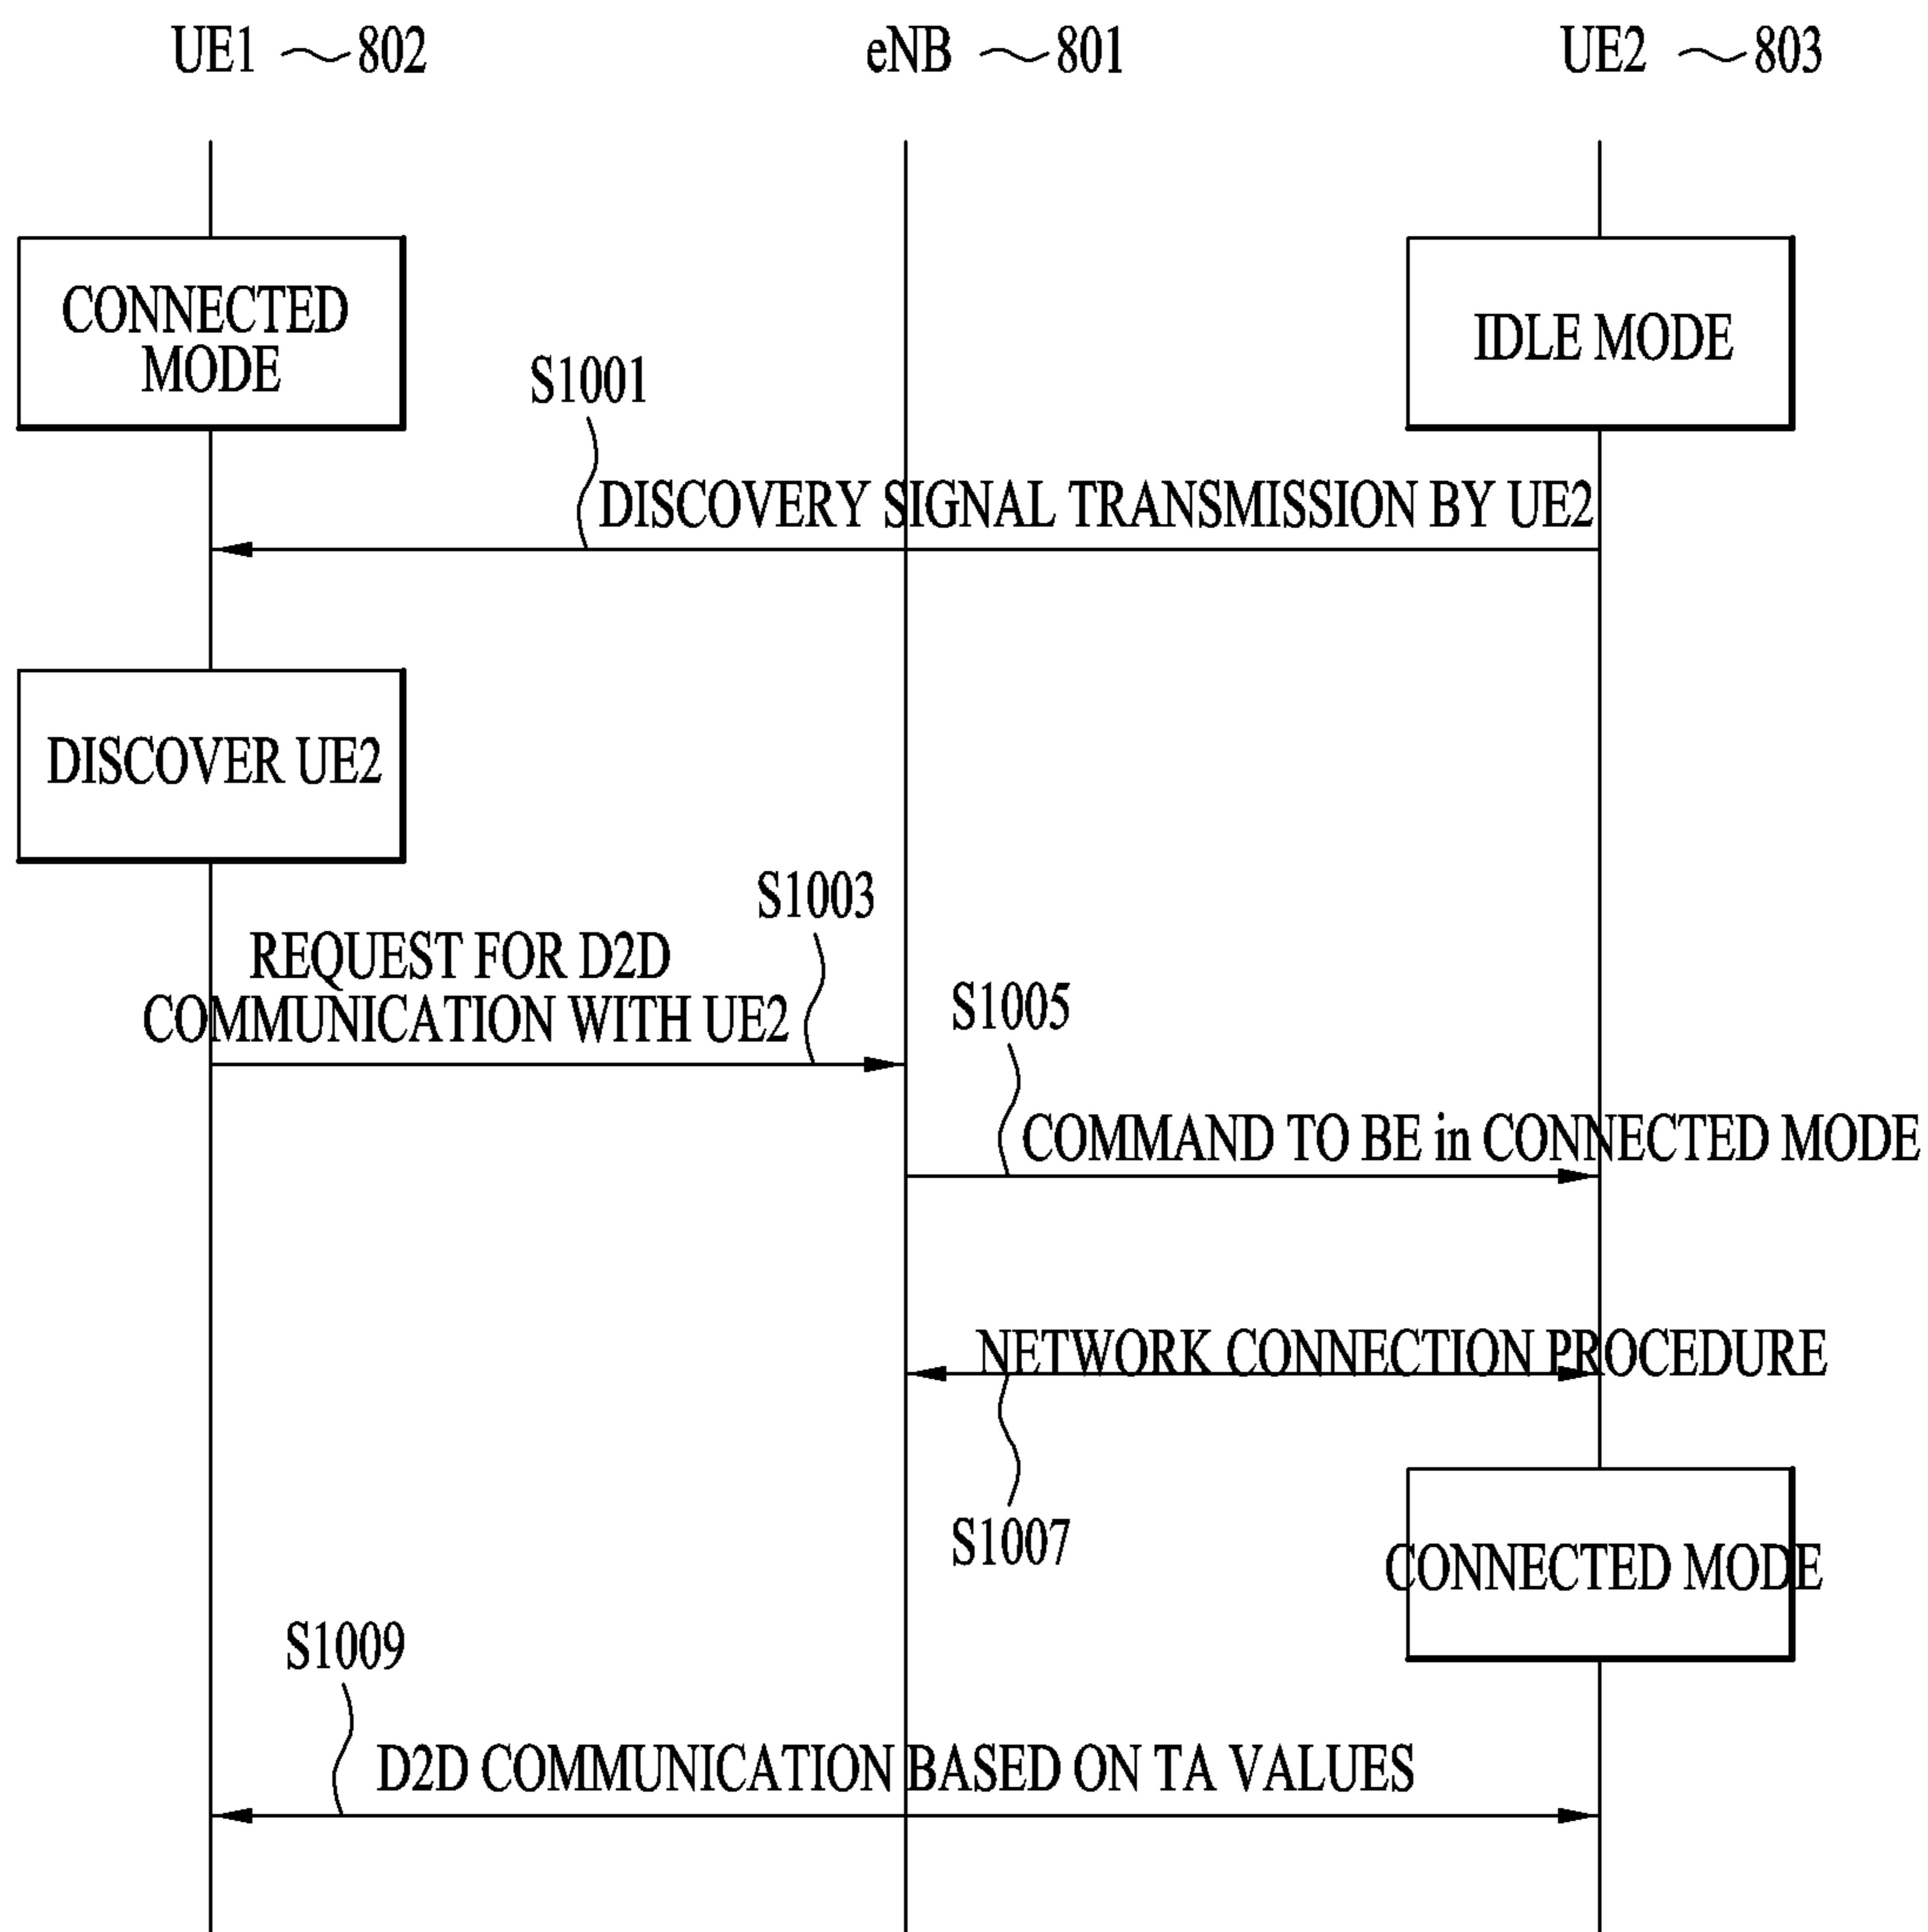 UE1 802
eNB 801
UE2 803
CONNECTED
MODE
IDLE MODE
S1001
DISCOVERY SIGNAL TRANSMISSION BY UE2
DISCOVER UE2
S1003
REQUEST FOR D2D
COMMUNICATION WITH UE2
S1005
COMMAND TO BE in CONNECTED MODE
NETWORK CONNECTION PROCEDURE
S1007
CONNECTED MODE
S1009
D2D COMMUNICATION BASED ON TA VALUES